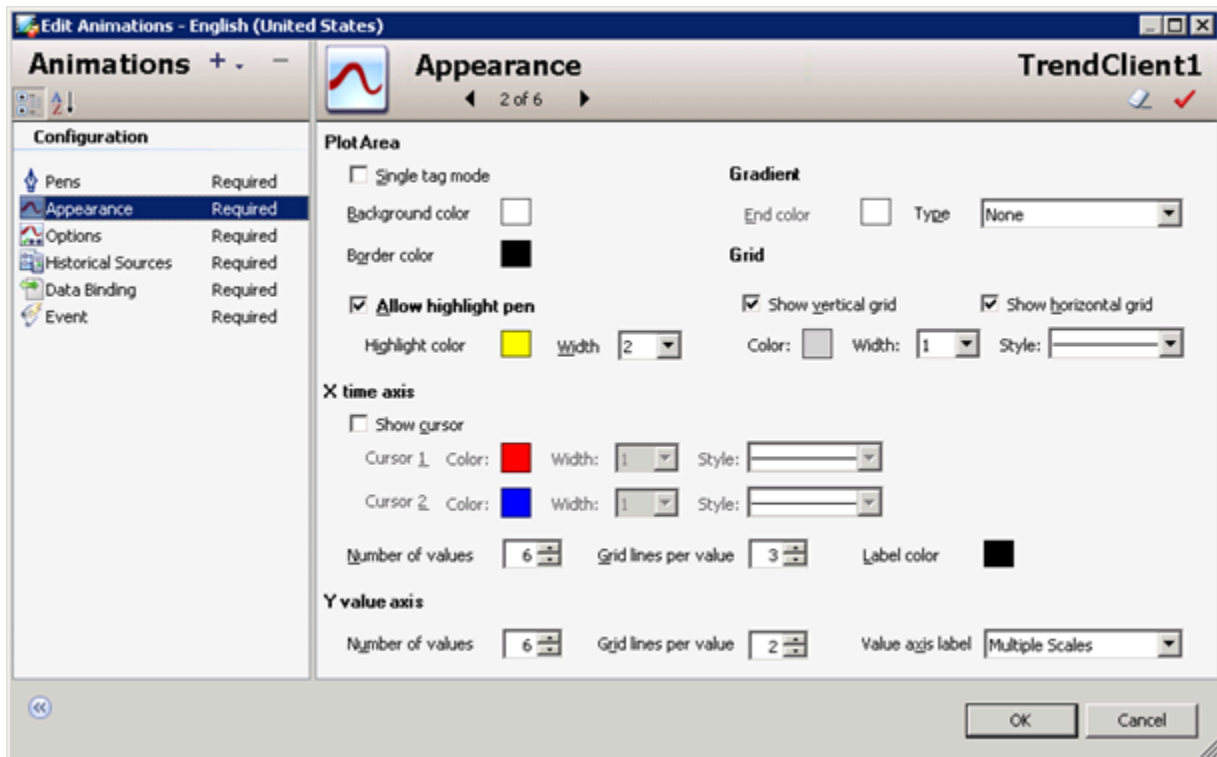 Edit Animations - English (United States)
Animations
Configuration
Pens Required
Appearance Required
Options Required
Historical Sources Required
Data Binding Required
Event Required
Appearance
2 of 6
TrendClient1
Plot Area
Single tag mode
Gradient
Background color
End color Type None
Border color
Grid
Allow highlight pen
Show vertical grid Show horizontal grid
Highlight color Width 2
Color: Width: 1 Style:
X time axis
Show cursor
Cursor 1 Color: Width: 1 Style:
Cursor 2 Color: Width: 1 Style:
Number of values 6 Grid lines per value 3 Label color
Y value axis
Number of values 6 Grid lines per value 2 Value axis label Multiple Scales
OK Cancel